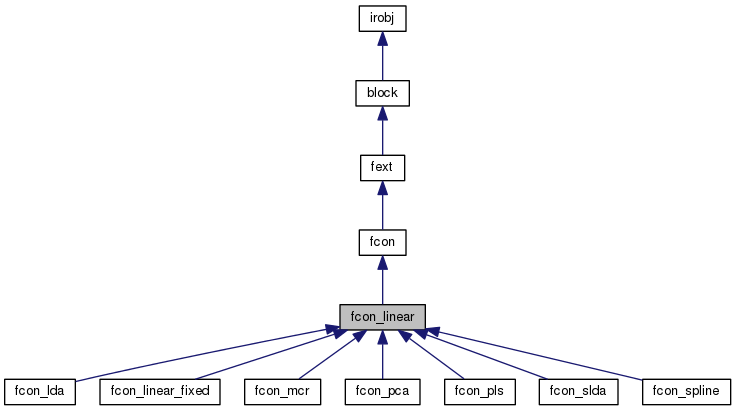 irobj
block
fext
fcon
fcon_linear
fcon_lda
fcon_linear_fixed
fcon_mcr
fcon_pca
fcon_pls
fcon_slda
fcon_spline